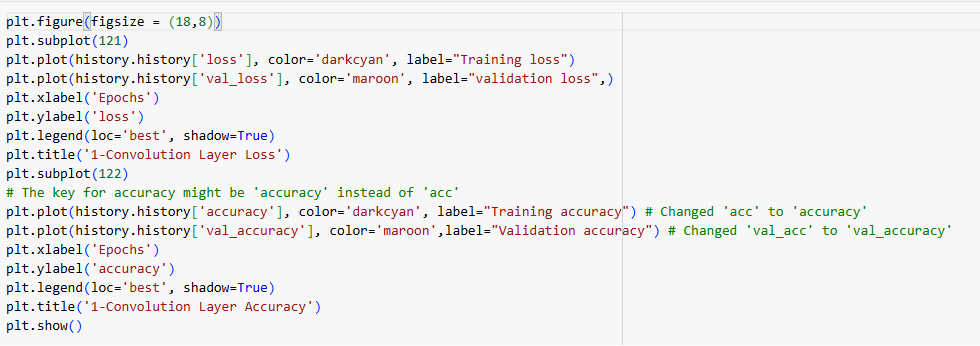 plt.figure(figsize = (18,8))
plt.subplot(121)
plt.plot(history.history['loss'], color='darkcyan', label="Training loss")
plt.plot(history.history['val_loss'], color='maroon', label="validation loss",)
plt.xlabel('Epochs')
plt.ylabel('loss')
plt.legend(loc='best', shadow=True)
plt.title('1-Convolution Layer Loss')
plt.subplot(122)
# The key for accuracy might be 'accuracy' instead of 'acc'
plt.plot(history.history['accuracy'], color='darkcyan', label="Training accuracy") # Changed 'acc' to 'accuracy'
plt.plot(history.history['val_accuracy'], color='maroon',label="Validation accuracy") # Changed 'val_acc' to 'val_accuracy'
plt.xlabel('Epochs')
plt.ylabel('accuracy')
plt.legend(loc='best', shadow=True)
plt.title('1-Convolution Layer Accuracy')
plt.show()